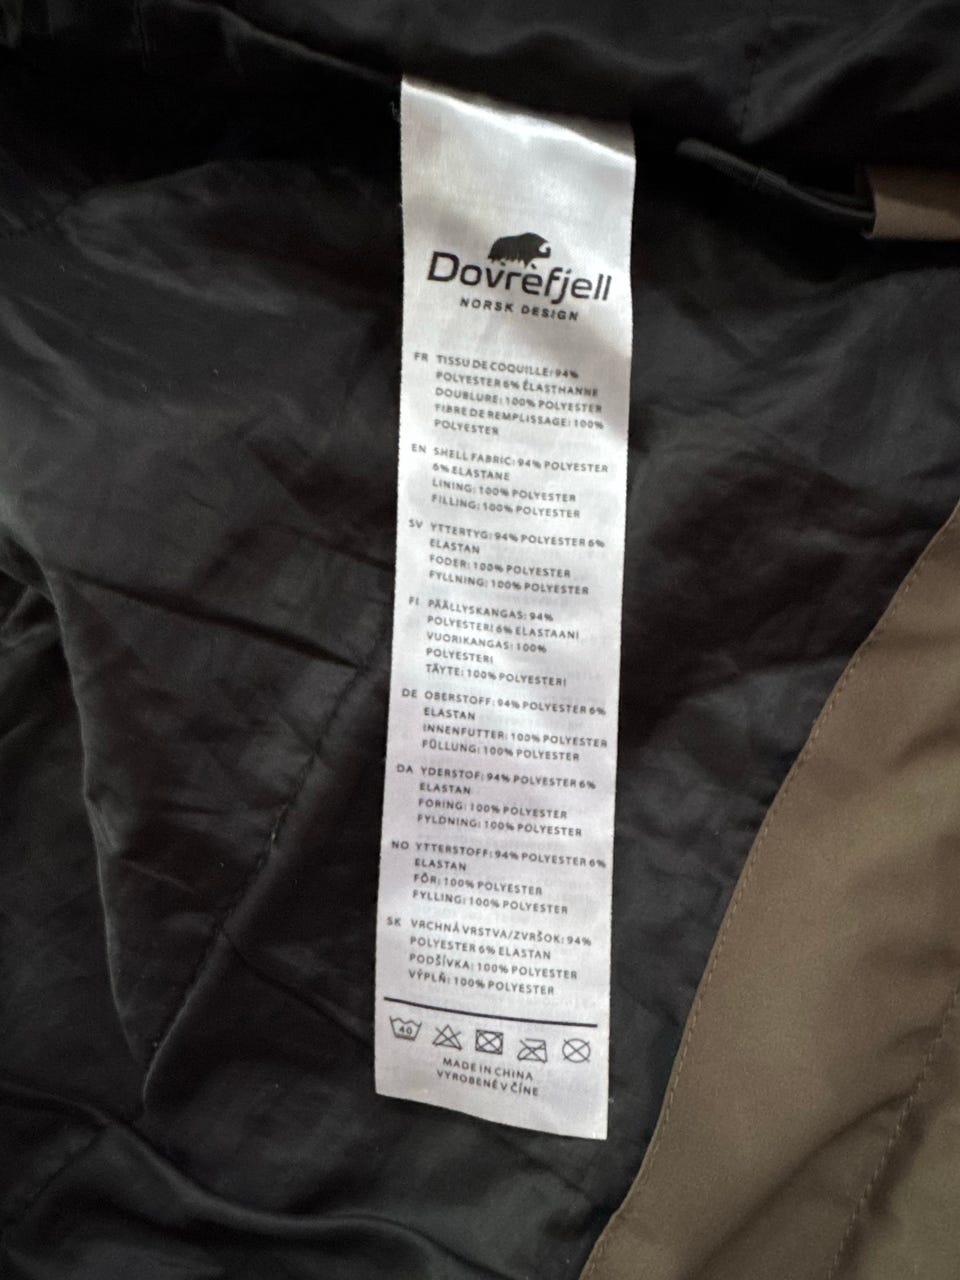 Dovrefjell
NORSK DESIGN
FR TISSU DE COQUILLE: 94%
POLYESTER 6% ÉLASTHANNE
DOUBLURE: 100% POLYESTER
FIBRE DE REMPLISSAGE: 100%
POLYESTER
EN SHELL FABRIC: 94% POLYESTER
6% ELASTANE
LINING: 100% POLYESTER
FILLING: 100% POLYESTER
SV YTTERTYG: 94% POLYESTER 6%
ELASTAN
FODER: 100% POLYESTER
FYLLNING: 100% POLYESTER
FI PÄÄLLYSKANGAS: 94%
POLYESTERI 6% ELASTAANI
VUORIKANGAS: 100%
POLYESTERI
TÄYTE: 100% POLYESTERI
DE OBERSTOFF: 94% POLYESTER 6%
ELASTAN
INNENFUTTER: 100% POLYESTER
FÜLLUNG: 100% POLYESTER
DA YDERSTOF: 94% POLYESTER 6%
ELASTAN
FORING: 100% POLYESTER
FYLDNING: 100% POLYESTER
NO YTTERSTOFF: 94% POLYESTER 6%
ELASTAN
FÔR: 100% POLYESTER
FYLLING: 100% POLYESTER
SK VRCHNÁ VRSTVA/ZVRŠOK: 94%
POLYESTER 6% ELASTAN
PODŠÍVKA: 100% POLYESTER
VÝPLŇ: 100% POLYESTER
40
MADE IN CHINA
VYROBENÉ V ČÍNE